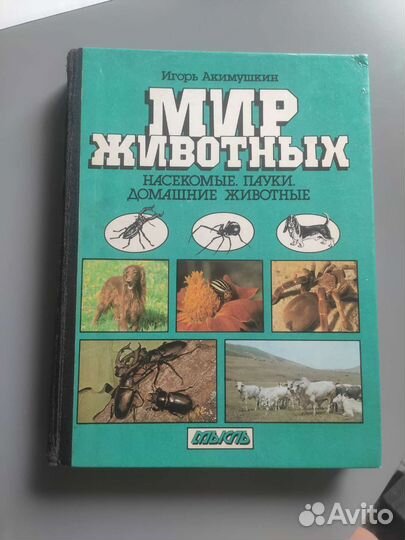 Игорь Акимушкин
МИР
ЖИВОТНЫХ
НАСЕКОМЫЕ. ПАУКИ.
ДОМАШНИЕ ЖИВОТНЫЕ
МЫСЛЬ
Avito